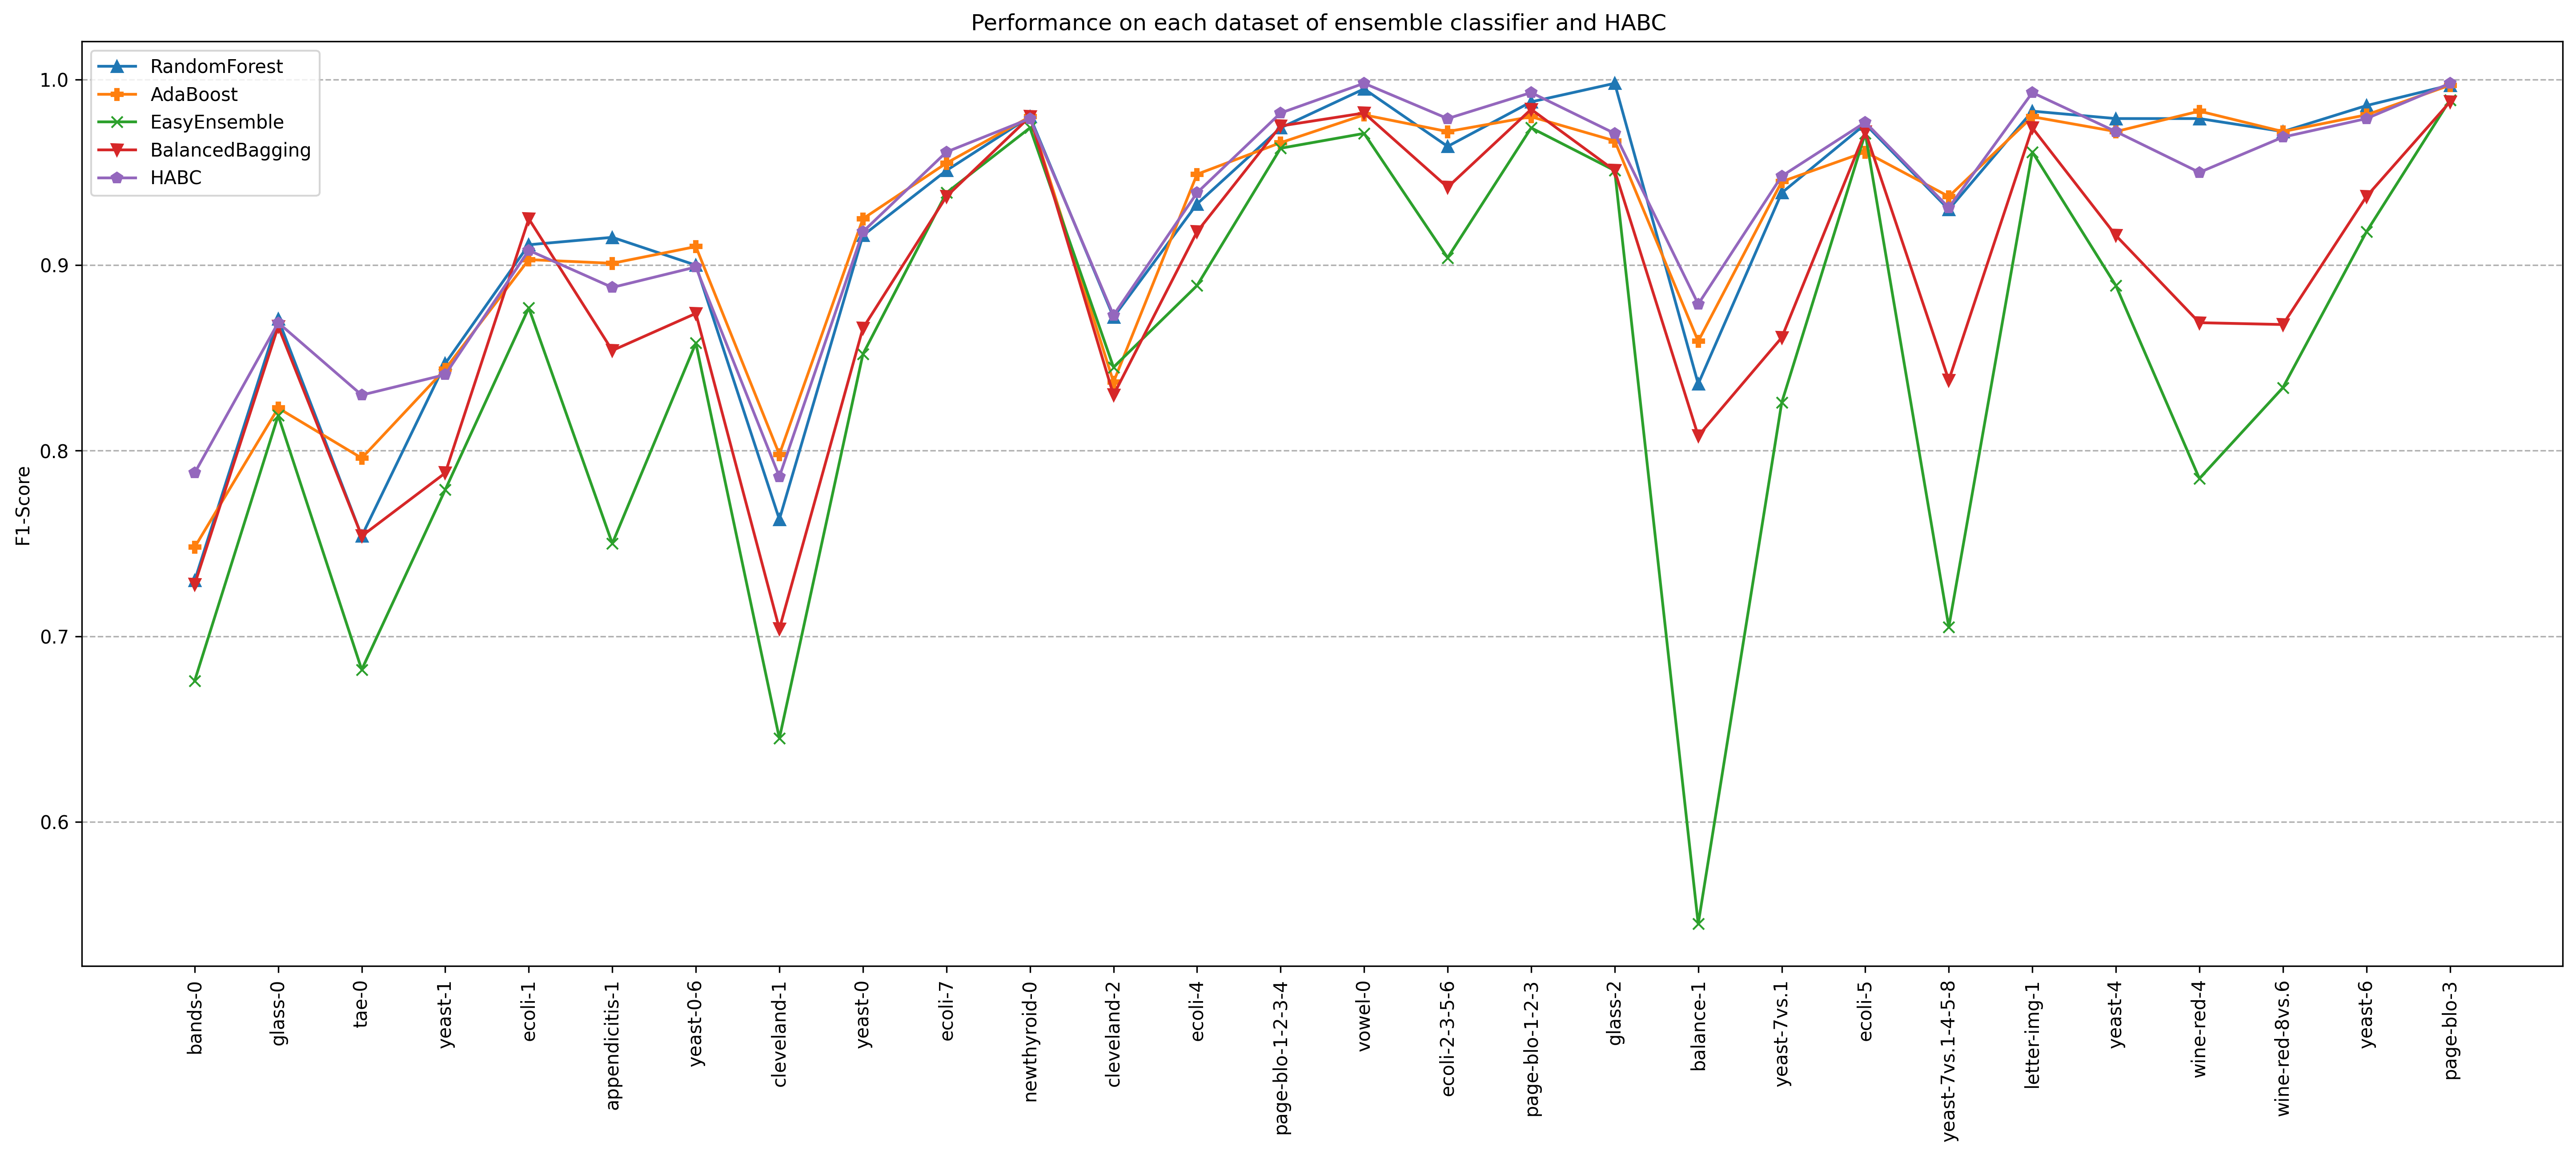 Performance on each dataset of ensemble classifier and HABC
RandomForest
AdaBoost
EasyEnsemble
BalancedBagging
HABC
F1-Score
1.0
0.9
0.8
0.7
0.6
bands-0
glass-0
tae-0
yeast-1
ecoli-1
appendicitis-1
yeast-0-6
cleveland-1
yeast-0
ecoli-7
newthyroid-0
cleveland-2
ecoli-4
page-blo-1-2-3-4
vowel-0
ecoli-2-3-5-6
page-blo-1-2-3
glass-2
balance-1
yeast-7vs.1
ecoli-5
yeast-7vs.1-4-5-8
letter-img-1
yeast-4
wine-red-4
wine-red-8vs.6
yeast-6
page-blo-3